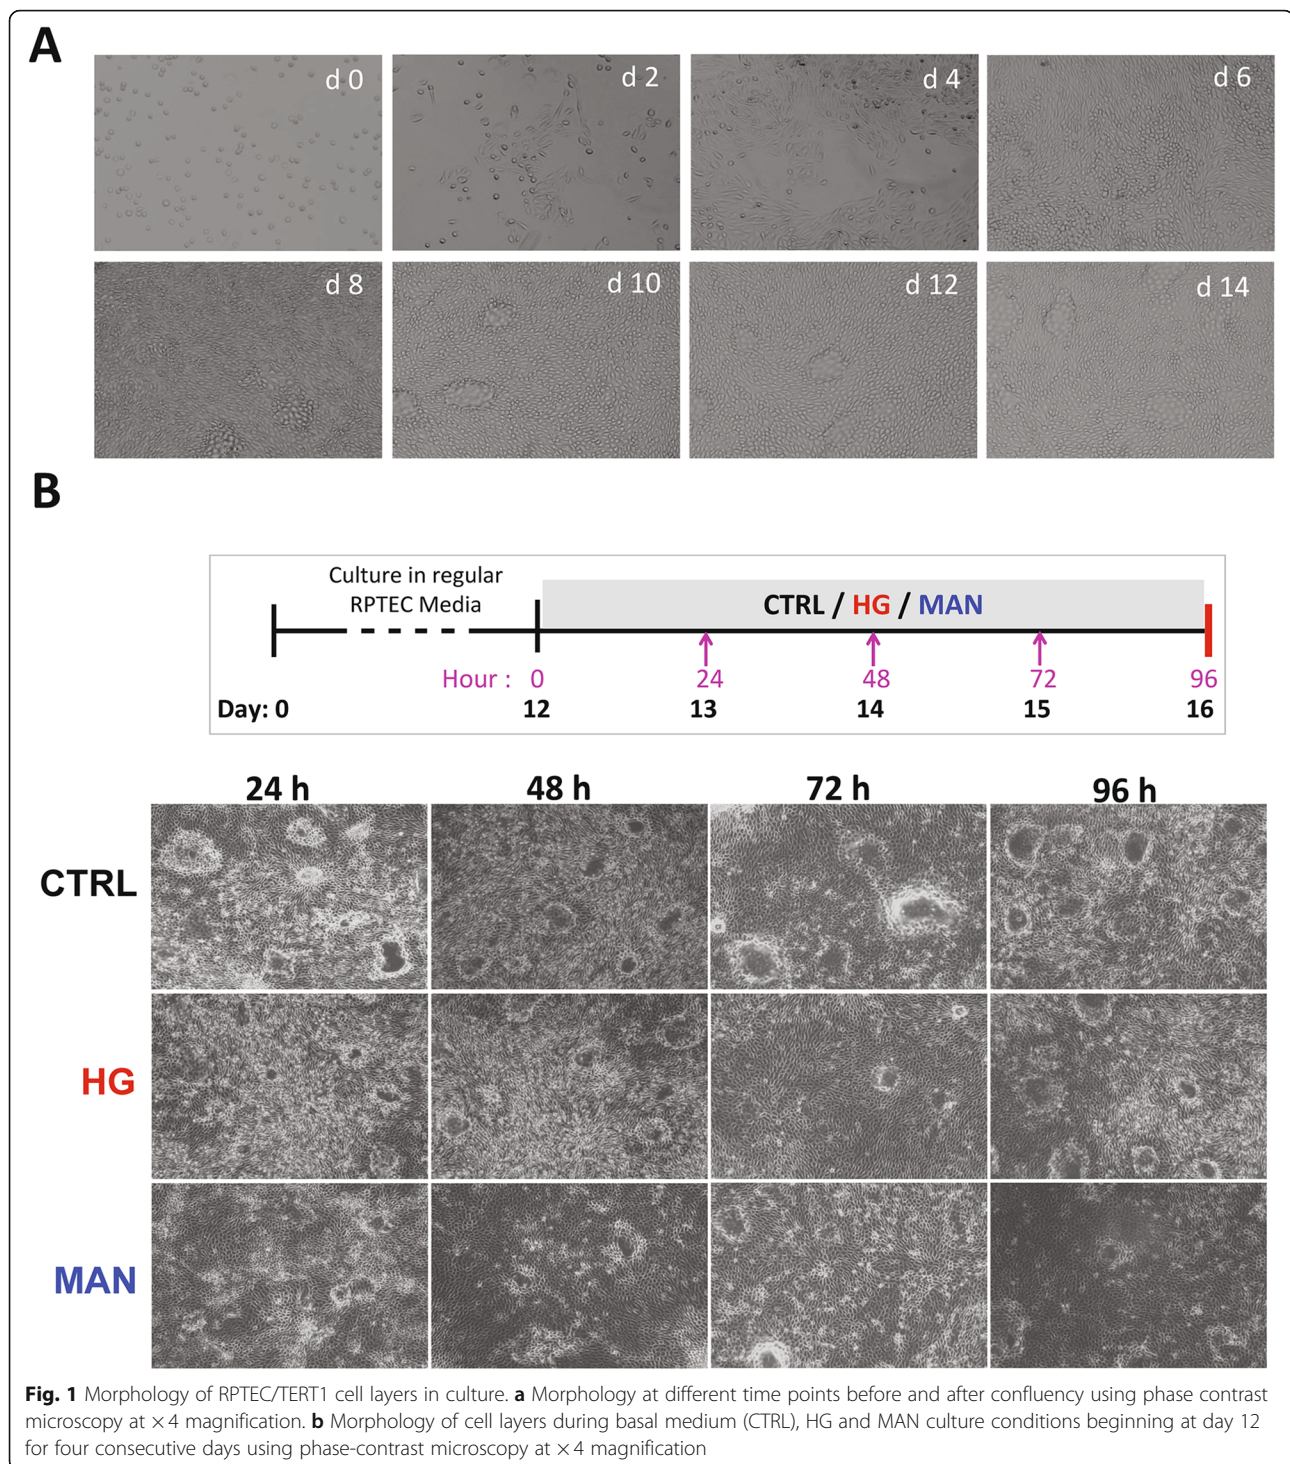 A
d 0
d 2
d 4
d 6
d 8
d 10
d 12
d 14
B
Culture in regular
RPTEC Media
CTRL / HG / MAN
Hour : 0 24 48 72 96
Day: 0 12 13 14 15 16
24 h 48 h 72 h 96 h
CTRL
HG
MAN
Fig. 1 Morphology of RPTEC/TERT1 cell layers in culture. a Morphology at different time points before and after confluency using phase contrast
microscopy at × 4 magnification. b Morphology of cell layers during basal medium (CTRL), HG and MAN culture conditions beginning at day 12
for four consecutive days using phase-contrast microscopy at × 4 magnification